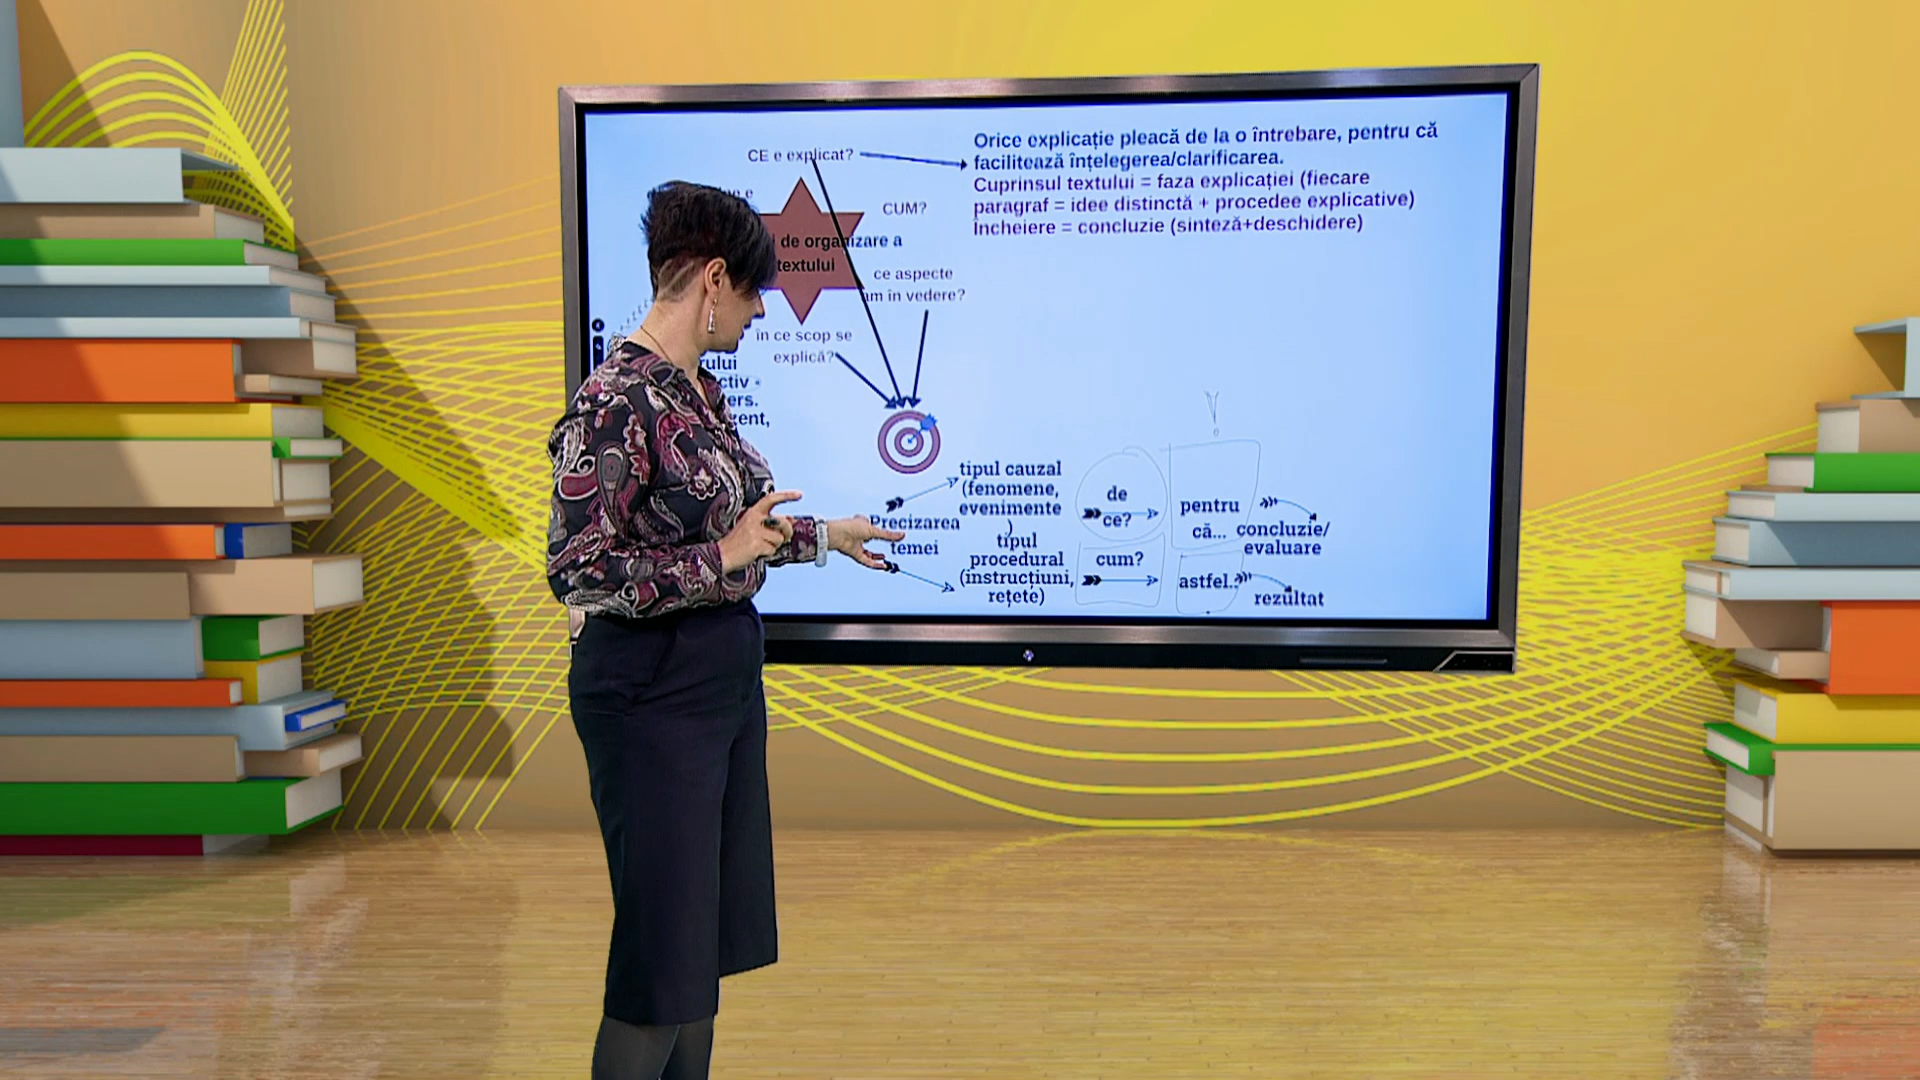 CE e explicat?
Orice explicație pleacă de la o întrebare, pentru că
facilitează înțelegerea/clarificarea.
Cuprinsul textului = faza explicației (fiecare
paragraf = idee distinctă + procedee explicative)
Încheiere = concluzie (sinteză+deschidere)
CUM?
de organizare a
textului
ce aspecte
am în vedere?
în ce scop se
explică?
tipul cauzal
(fenomene,
evenimente
)
Precizarea
temei
tipul
procedural
(instrucțiuni,
rețete)
de
ce?
cum?
pentru
că...
astfel..
concluzie/
evaluare
rezultat